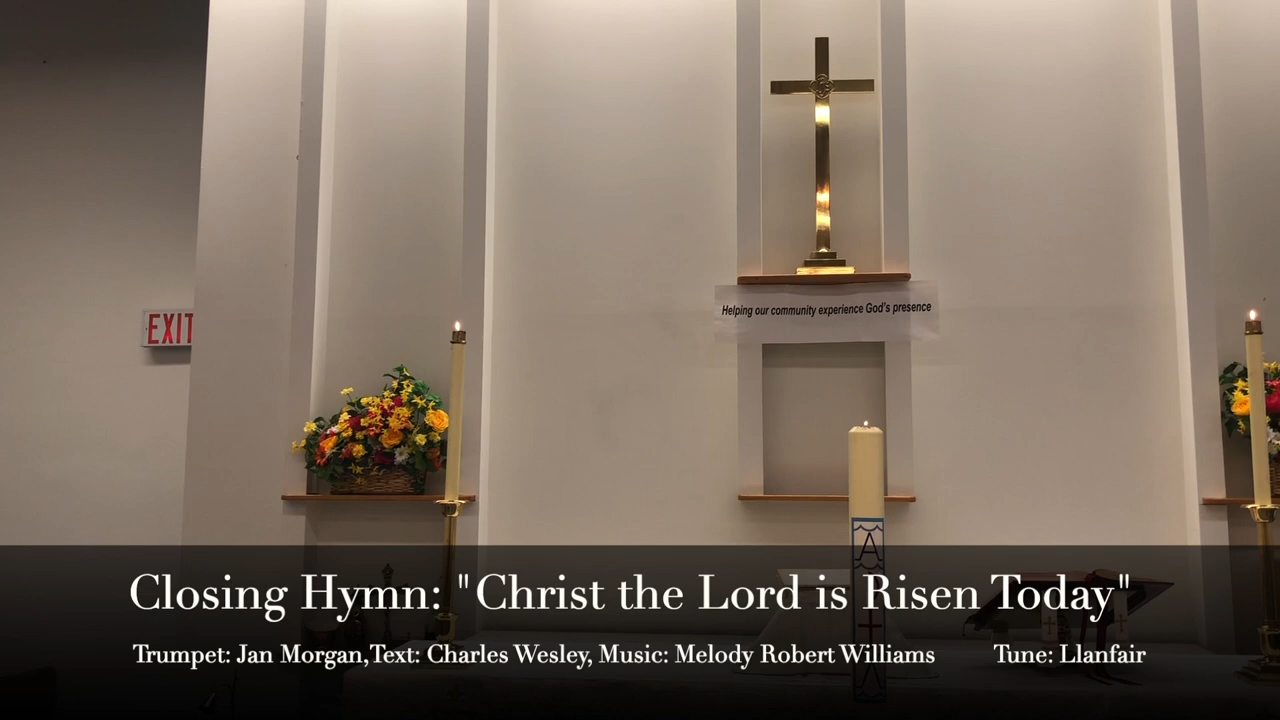 Helping our community experience God's presence
EXIT
A
Closing Hymn: "Christ the Lord is Risen Today"
Trumpet: Jan Morgan,Text: Charles Wesley, Music: Melody Robert Williams Tune: Llanfair